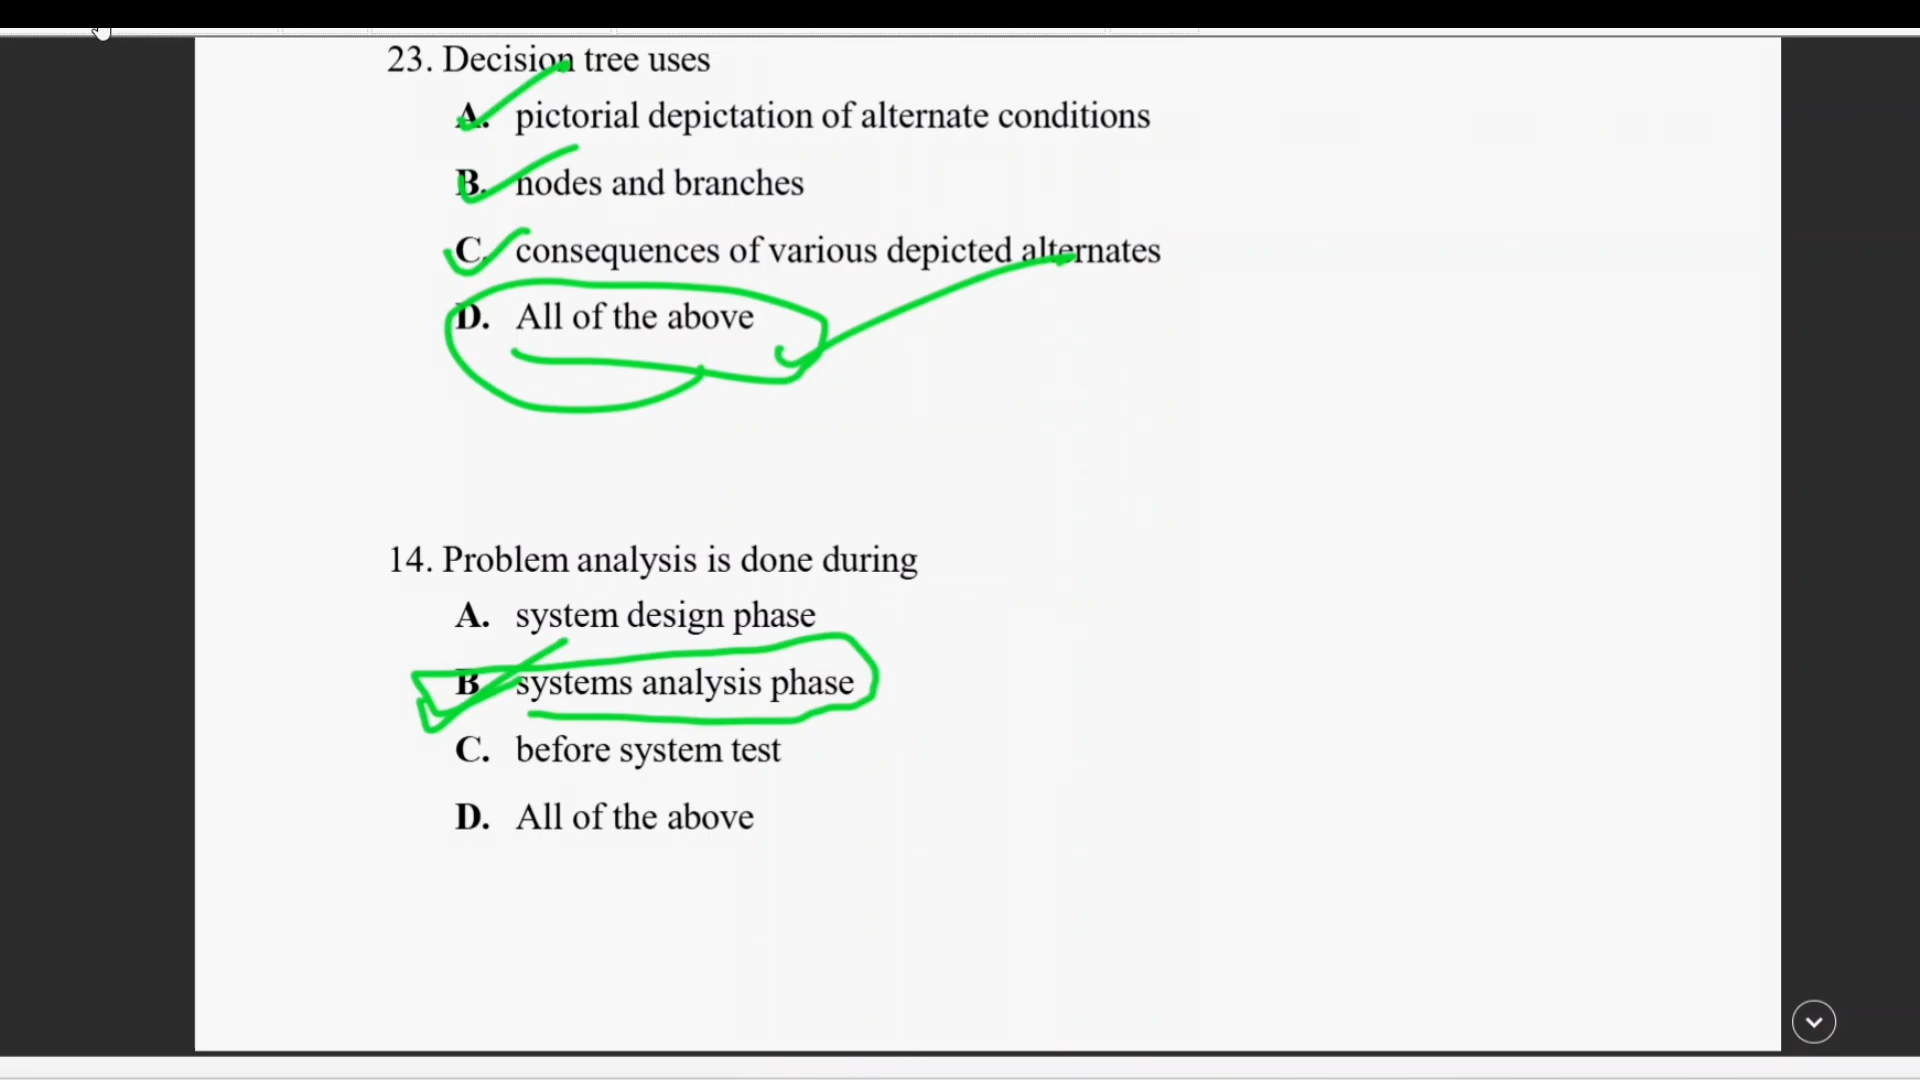 23. Decision tree uses
A. pictorial depictation of alternate conditions
B. nodes and branches
C. consequences of various depicted alternates
D. All of the above
14. Problem analysis is done during
A. system design phase
B. systems analysis phase
C. before system test
D. All of the above